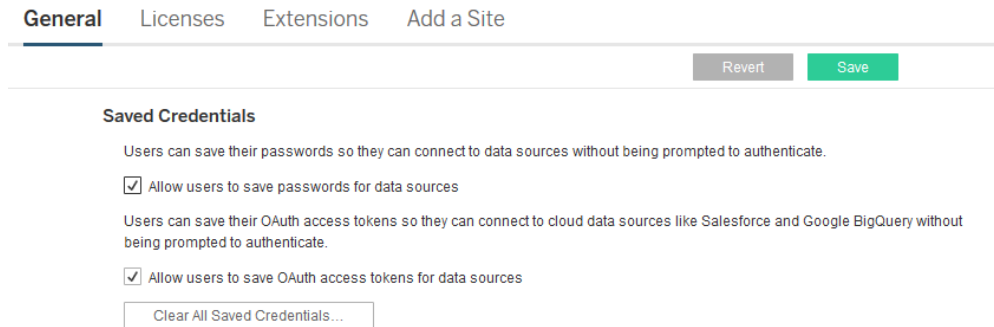 General Licenses Extensions Add a Site
Revert Save
Saved Credentials
Users can save their passwords so they can connect to data sources without being prompted to authenticate.
Allow users to save passwords for data sources
Users can save their OAuth access tokens so they can connect to cloud data sources like Salesforce and Google BigQuery without
being prompted to authenticate.
Allow users to save OAuth access tokens for data sources
Clear All Saved Credentials...